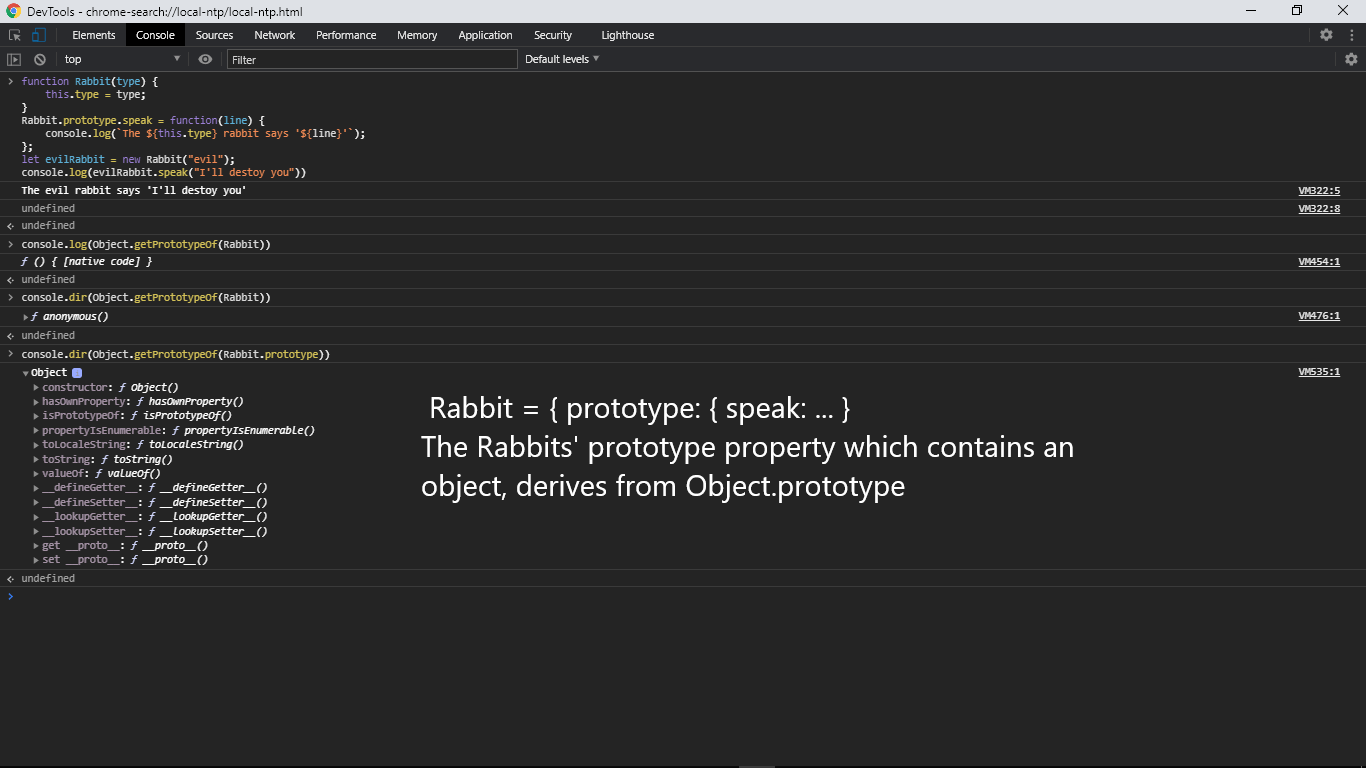 DevTools - chrome-search://local-ntp/local-ntp.html
Elements Console Sources Network Performance Memory Application Security Lighthouse
top Filter Default levels
function Rabbit(type) {
this.type = type;
}
Rabbit.prototype.speak = function(line) {
console.log(`The ${this.type} rabbit says '${line}'`);
};
let evilRabbit = new Rabbit("evil");
console.log(evilRabbit.speak("I'll destoy you"))
The evil rabbit says 'I'll destoy you' VM322:5
undefined VM322:8
undefined
console.log(Object.getPrototypeOf(Rabbit))
ƒ () { [native code] } VM454:1
undefined
console.dir(Object.getPrototypeOf(Rabbit))
ƒ anonymous() VM476:1
undefined
console.dir(Object.getPrototypeOf(Rabbit.prototype))
Object VM535:1
constructor: ƒ Object()
hasOwnProperty: ƒ hasOwnProperty()
isPrototypeOf: ƒ isPrototypeOf()
propertyIsEnumerable: ƒ propertyIsEnumerable()
toLocaleString: ƒ toLocaleString()
toString: ƒ toString()
valueOf: ƒ valueOf()
__defineGetter__: ƒ __defineGetter__()
__defineSetter__: ƒ __defineSetter__()
__lookupGetter__: ƒ __lookupGetter__()
__lookupSetter__: ƒ __lookupSetter__()
get __proto__: ƒ __proto__()
set __proto__: ƒ __proto__()
undefined
Rabbit = { prototype: { speak: ... }
The Rabbits' prototype property which contains an
object, derives from Object.prototype